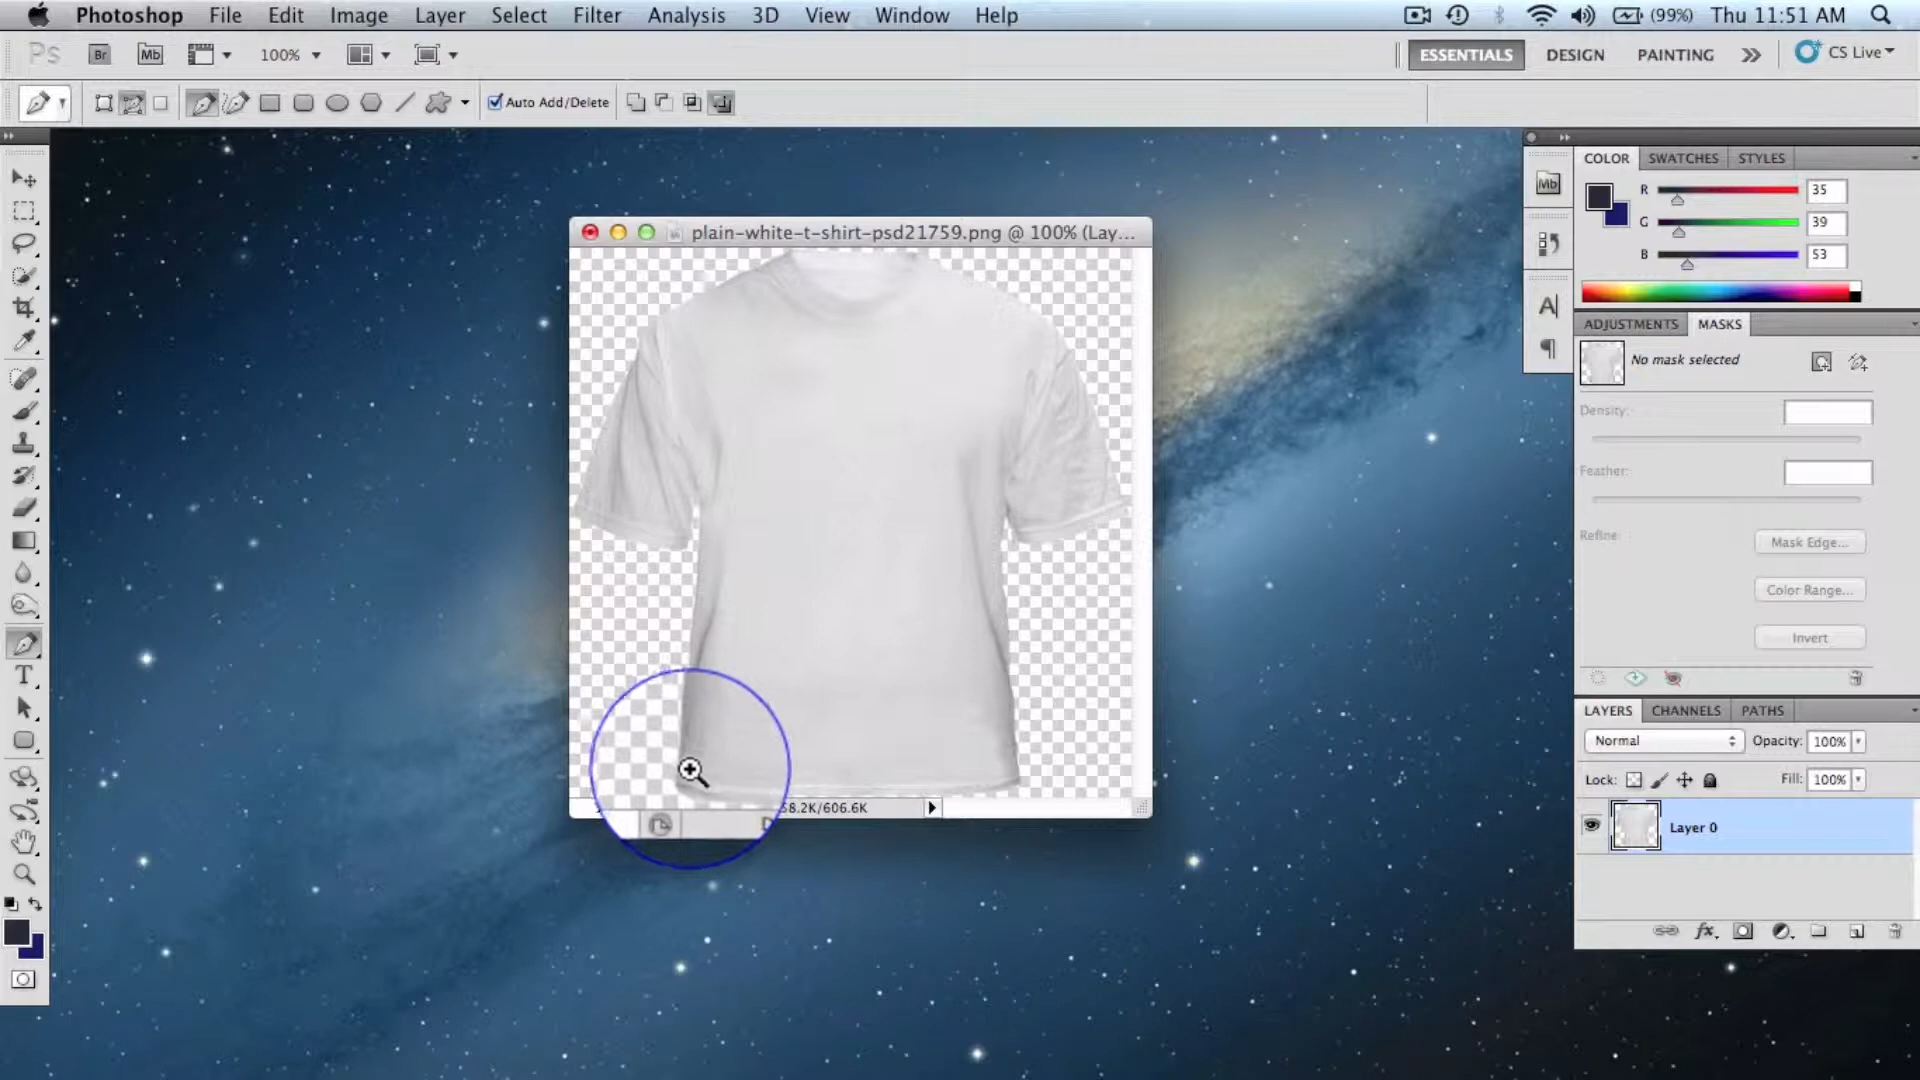 Photoshop File Edit Image Layer Select Filter Analysis 3D View Window Help (99%) Thu 11:51 AM
Ps Br Mb 100% ESSENTIALS DESIGN PAINTING CS Live
Auto Add/Delete
COLOR SWATCHES STYLES
Mb
R 35
G 39
B 53
plain-white-t-shirt-psd21759.png @ 100% (Lay...
ADJUSTMENTS MASKS
No mask selected
Density:
Feather:
Refine:
Mask Edge...
Color Range...
Invert
LAYERS CHANNELS PATHS
Normal Opacity: 100%
Lock: Fill: 100%
8.2K/606.6K
Layer 0